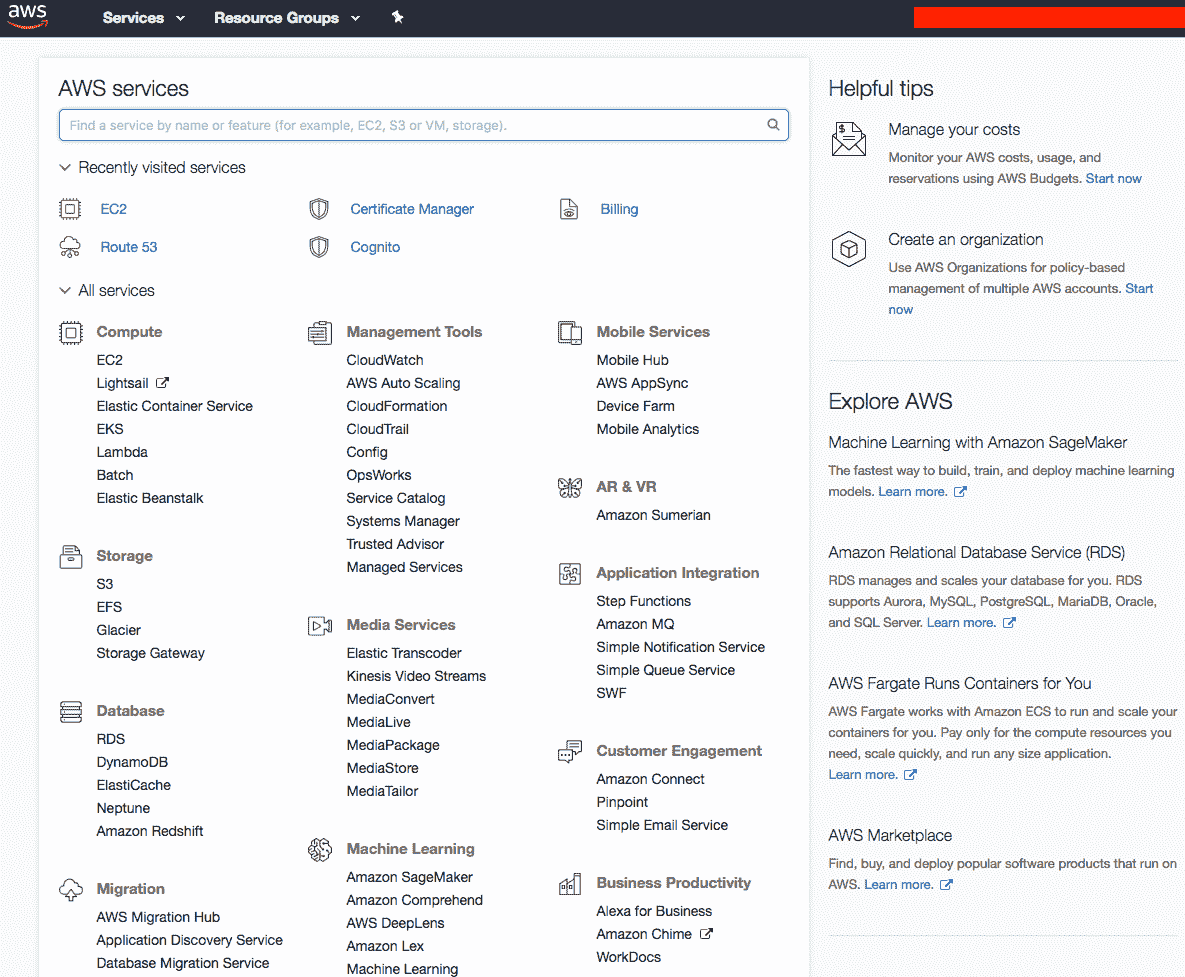 aws
Services
Resource Groups
AWS services
Find a service by name or feature (for example, EC2, S3 or VM, storage).
Recently visited services
EC2
Certificate Manager
Billing
Route 53
Cognito
All services
Compute
EC2
Lightsail
Elastic Container Service
EKS
Lambda
Batch
Elastic Beanstalk
Storage
S3
EFS
Glacier
Storage Gateway
Database
RDS
DynamoDB
ElastiCache
Neptune
Amazon Redshift
Migration
AWS Migration Hub
Application Discovery Service
Database Migration Service
Management Tools
CloudWatch
AWS Auto Scaling
CloudFormation
CloudTrail
Config
OpsWorks
Service Catalog
Systems Manager
Trusted Advisor
Managed Services
Media Services
Elastic Transcoder
Kinesis Video Streams
MediaConvert
MediaLive
MediaPackage
MediaStore
MediaTailor
Machine Learning
Amazon SageMaker
Amazon Comprehend
AWS DeepLens
Amazon Lex
Machine Learning
Mobile Services
Mobile Hub
AWS AppSync
Device Farm
Mobile Analytics
AR & VR
Amazon Sumerian
Application Integration
Step Functions
Amazon MQ
Simple Notification Service
Simple Queue Service
SWF
Customer Engagement
Amazon Connect
Pinpoint
Simple Email Service
Business Productivity
Alexa for Business
Amazon Chime
WorkDocs
Helpful tips
Manage your costs
Monitor your AWS costs, usage, and
reservations using AWS Budgets. Start now
Create an organization
Use AWS Organizations for policy-based
management of multiple AWS accounts. Start
now
Explore AWS
Machine Learning with Amazon SageMaker
The fastest way to build, train, and deploy machine learning
models. Learn more.
Amazon Relational Database Service (RDS)
RDS manages and scales your database for you. RDS
supports Aurora, MySQL, PostgreSQL, MariaDB, Oracle,
and SQL Server. Learn more.
AWS Fargate Runs Containers for You
AWS Fargate works with Amazon ECS to run and scale your
containers for you. Pay only for the compute resources you
need, scale quickly, and run any size application.
Learn more.
AWS Marketplace
Find, buy, and deploy popular software products that run on
AWS. Learn more.